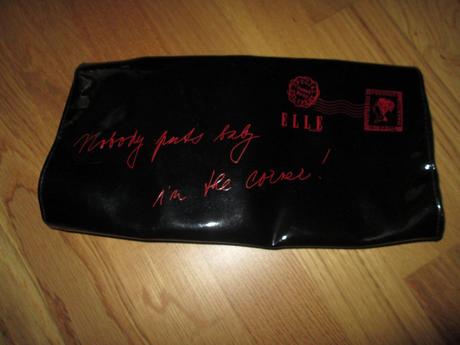 ELLE
Nobody puts baby
in the corner!